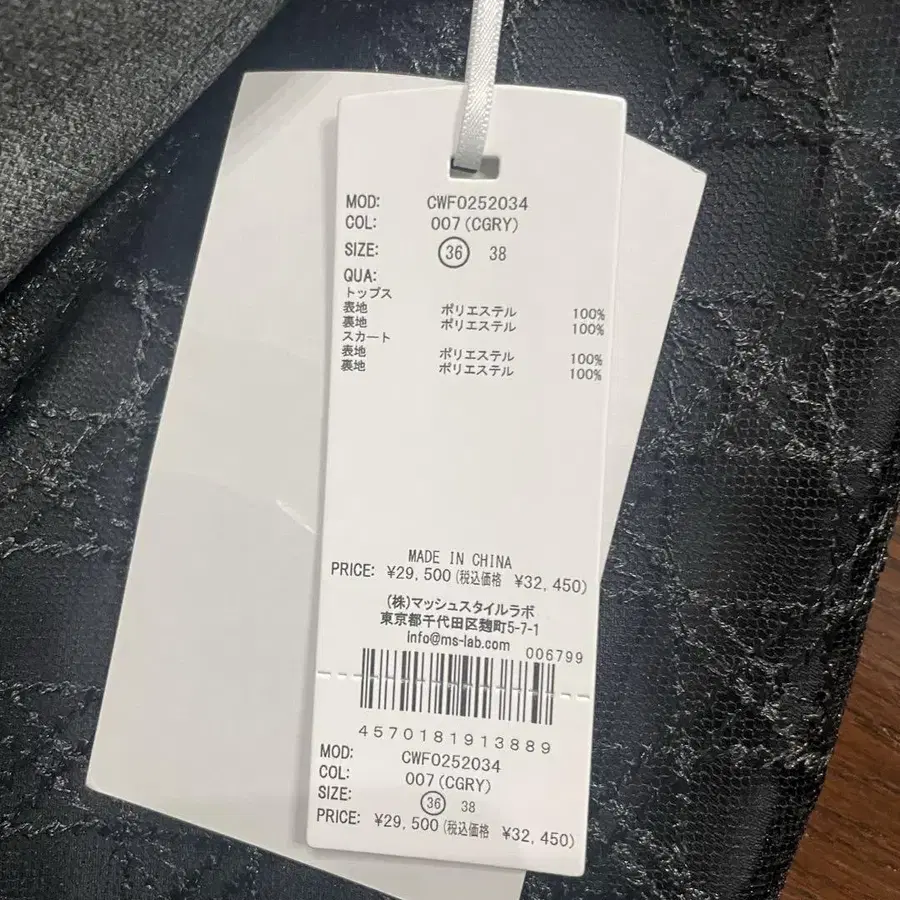 MOD: CWF0252034
COL: 007(CGRY)
SIZE: 36 38
QUA:
トップス
表地 ポリエステル 100%
裏地 ポリエステル 100%
スカート
表地 ポリエステル 100%
裏地 ポリエステル 100%
MADE IN CHINA
PRICE: ¥29,500(税込価格 ¥32,450)
(株)マッシュスタイルラボ
東京都千代田区麹町5-7-1
info@ms-lab.com
006799
4570181913889
MOD: CWF0252034
COL: 007(CGRY)
SIZE: 36 38
PRICE: ¥29,500(税込価格 ¥32,450)